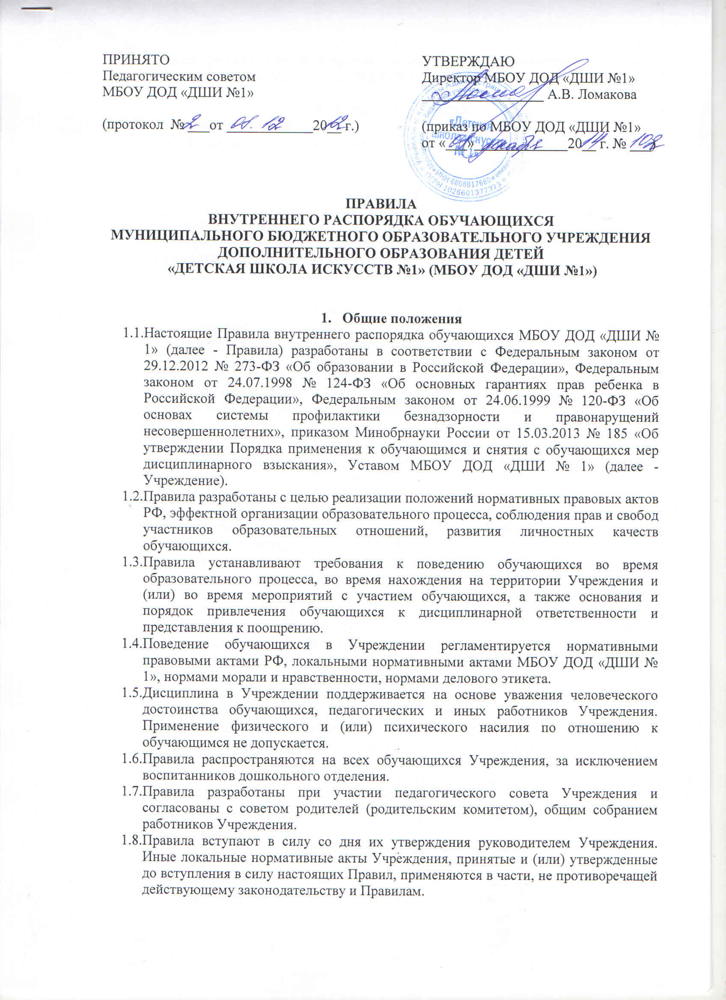 ПРИНЯТО
Педагогическим советом
МБОУ ДОД «ДШИ №1»
(протокол № 2 от 01. 12 2012 г.)
УТВЕРЖДАЮ
Директор МБОУ ДОД «ДШИ №1»
А.В. Ломакова
(приказ по МБОУ ДОД «ДШИ №1»
от « 01 » декабря 2014 г. № 108)
«Детская
школа искусств
№ 1»
ИНН 6668017660
ОГРН 1026601377373
ПРАВИЛА
ВНУТРЕННЕГО РАСПОРЯДКА ОБУЧАЮЩИХСЯ
МУНИЦИПАЛЬНОГО БЮДЖЕТНОГО ОБРАЗОВАТЕЛЬНОГО УЧРЕЖДЕНИЯ
ДОПОЛНИТЕЛЬНОГО ОБРАЗОВАНИЯ ДЕТЕЙ
«ДЕТСКАЯ ШКОЛА ИСКУССТВ №1» (МБОУ ДОД «ДШИ №1»)
1. Общие положения
1.1.Настоящие Правила внутреннего распорядка обучающихся МБОУ ДОД «ДШИ №
1» (далее - Правила) разработаны в соответствии с Федеральным законом от
29.12.2012 № 273-ФЗ «Об образовании в Российской Федерации», Федеральным
законом от 24.07.1998 № 124-ФЗ «Об основных гарантиях прав ребенка в
Российской Федерации», Федеральным законом от 24.06.1999 № 120-ФЗ «Об
основах системы профилактики безнадзорности и правонарущений
несовершеннолетних», приказом Минобрнауки России от 15.03.2013 № 185 «Об
утверждении Порядка применения к обучающимся и снятия с обучающихся мер
дисциплинарного взыскания», Уставом МБОУ ДОД «ДШИ № 1» (далее -
Учреждение).
1.2.Правила разработаны с целью реализации положений нормативных правовых актов
РФ, эффектной организации образовательного процесса, соблюдения прав и свобод
участников образовательных отношений, развития личностных качеств
обучающихся.
1.3.Правила устанавливают требования к поведению обучающихся во время
образовательного процесса, во время нахождения на территории Учреждения и
(или) во время мероприятий с участием обучающихся, а также основания и
порядок привлечения обучающихся к дисциплинарной ответственности и
представления к поощрению.
1.4.Поведение обучающихся в Учреждении регламентируется нормативными
правовыми актами РФ, локальными нормативными актами МБОУ ДОД «ДШИ №
1», нормами морали и нравственности, нормами делового этикета.
1.5.Дисциплина в Учреждении поддерживается на основе уважения человеческого
достоинства обучающихся, педагогических и иных работников Учреждения.
Применение физического и (или) психического насилия по отношению к
обучающимся не допускается.
1.6.Правила распространяются на всех обучающихся Учреждения, за исключением
воспитанников дошкольного отделения.
1.7.Правила разработаны при участии педагогического совета Учреждения и
согласованы с советом родителей (родительским комитетом), общим собранием
работников Учреждения.
1.8.Правила вступают в силу со дня их утверждения руководителем Учреждения.
Иные локальные нормативные акты Учреждения, принятые и (или) утвержденные
до вступления в силу настоящих Правил, применяются в части, не противоречащей
действующему законодательству и Правилам.